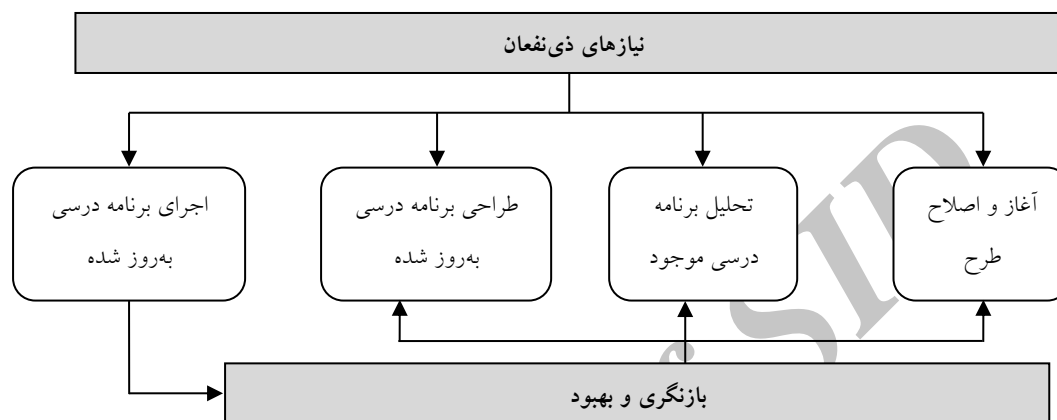 نیازهای ذی‌نفعان
آغاز و اصلاح
طرح
تحلیل برنامه
درسی موجود
طراحی برنامه درسی
به‌روز شده
اجرای برنامه درسی
به‌روز شده
SID
بازنگری و بهبود